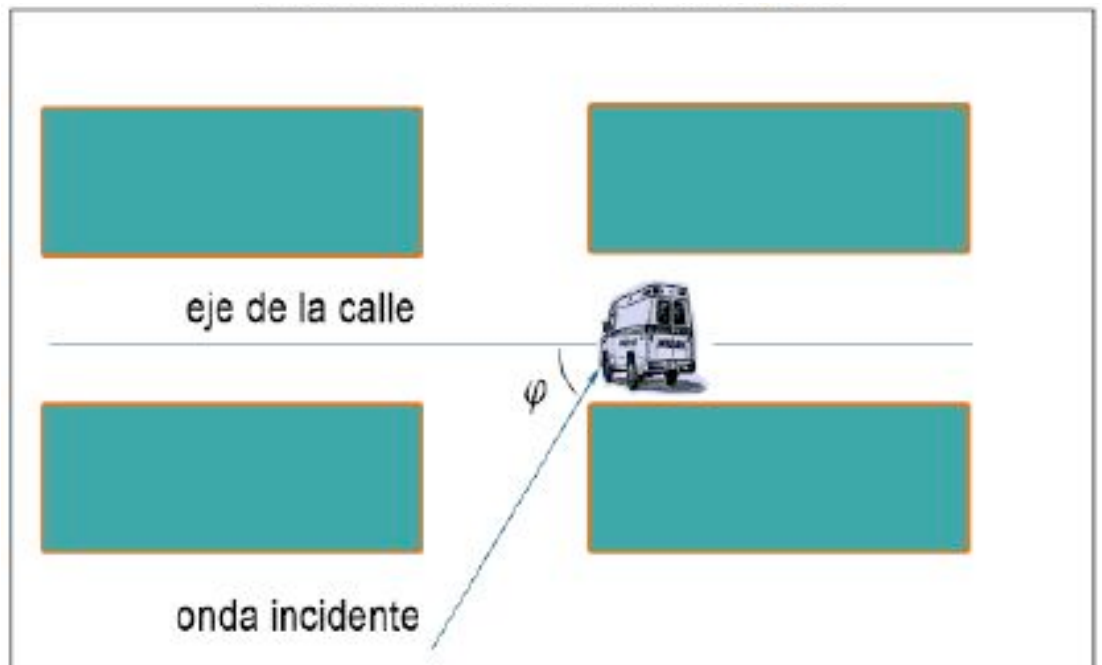 eje de la calle
φ
onda incidente